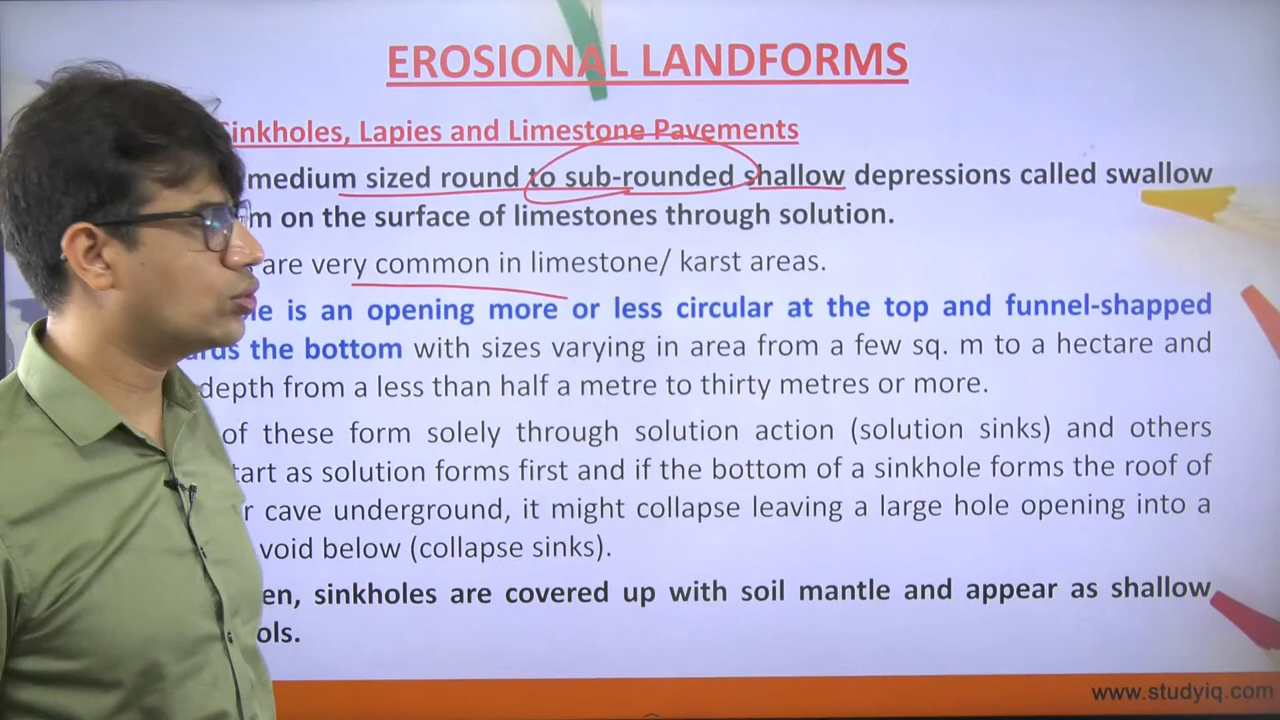 EROSIONAL LANDFORMS
Sinkholes, Lapies and Limestone Pavements
medium sized round to sub-rounded shallow depressions called swallow
on the surface of limestones through solution.
are very common in limestone/ karst areas.
is an opening more or less circular at the top and funnel-shapped
the bottom with sizes varying in area from a few sq. m to a hectare and
depth from a less than half a metre to thirty metres or more.
of these form solely through solution action (solution sinks) and others
as solution forms first and if the bottom of a sinkhole forms the roof of
cave underground, it might collapse leaving a large hole opening into a
void below (collapse sinks).
sinkholes are covered up with soil mantle and appear as shallow
www.studyiq.com